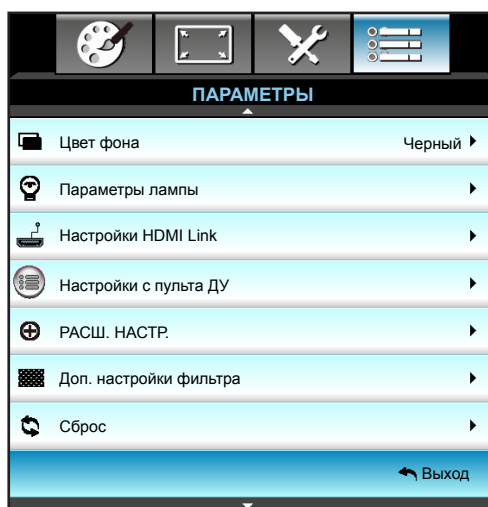 ПАРАМЕТРЫ
Цвет фона Черный
Параметры лампы
Настройки HDMI Link
Настройки с пульта ДУ
РАСШ. НАСТР.
Доп. настройки фильтра
Сброс
Выход